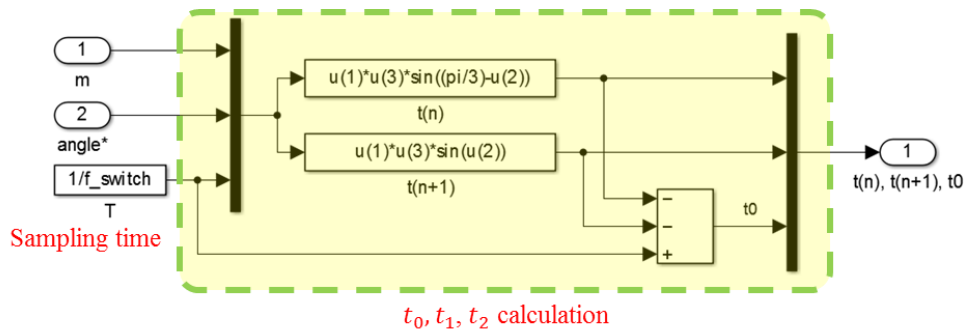 1
m
2
angle*
1/f_switch
T
Sampling time
u(1)*u(3)*sin((pi/3)-u(2))
t(n)
u(1)*u(3)*sin(u(2))
t(n+1)
−
−
+
t0
1
t(n), t(n+1), t0
t₀, t₁, t₂ calculation